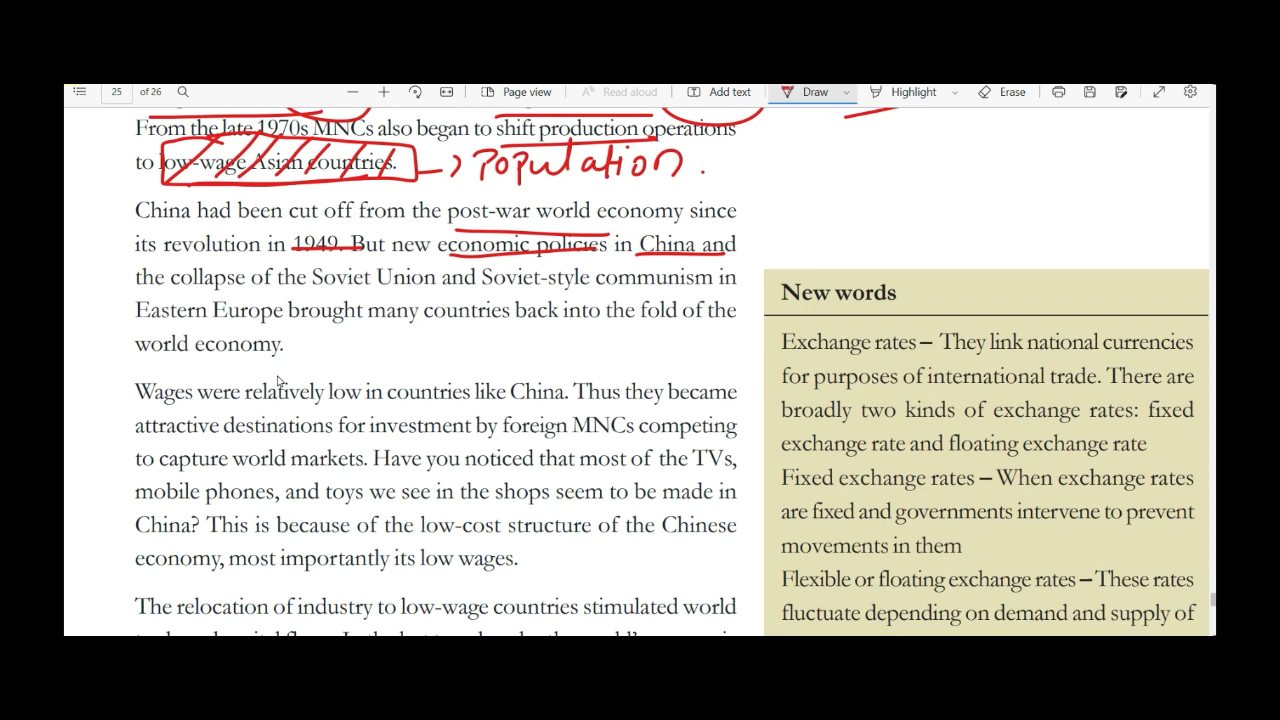 25 of 26 Page view Read aloud Add text Draw Highlight Erase
From the late 1970s MNCs also began to shift production operations
to low-wage Asian countries. → Population.
China had been cut off from the post-war world economy since
its revolution in 1949. But new economic policies in China and
the collapse of the Soviet Union and Soviet-style communism in
Eastern Europe brought many countries back into the fold of the
world economy.
Wages were relatively low in countries like China. Thus they became
attractive destinations for investment by foreign MNCs competing
to capture world markets. Have you noticed that most of the TVs,
mobile phones, and toys we see in the shops seem to be made in
China? This is because of the low-cost structure of the Chinese
economy, most importantly its low wages.
The relocation of industry to low-wage countries stimulated world
New words
Exchange rates – They link national currencies
for purposes of international trade. There are
broadly two kinds of exchange rates: fixed
exchange rate and floating exchange rate
Fixed exchange rates – When exchange rates
are fixed and governments intervene to prevent
movements in them
Flexible or floating exchange rates – These rates
fluctuate depending on demand and supply of